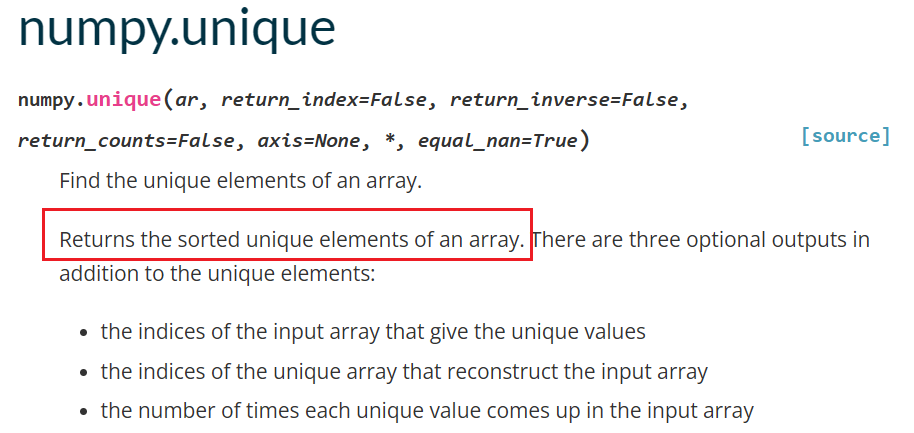 numpy.unique
numpy.unique(ar, return_index=False, return_inverse=False,
return_counts=False, axis=None, *, equal_nan=True)
[source]
Find the unique elements of an array.
Returns the sorted unique elements of an array. There are three optional outputs in
addition to the unique elements:
• the indices of the input array that give the unique values
• the indices of the unique array that reconstruct the input array
• the number of times each unique value comes up in the input array